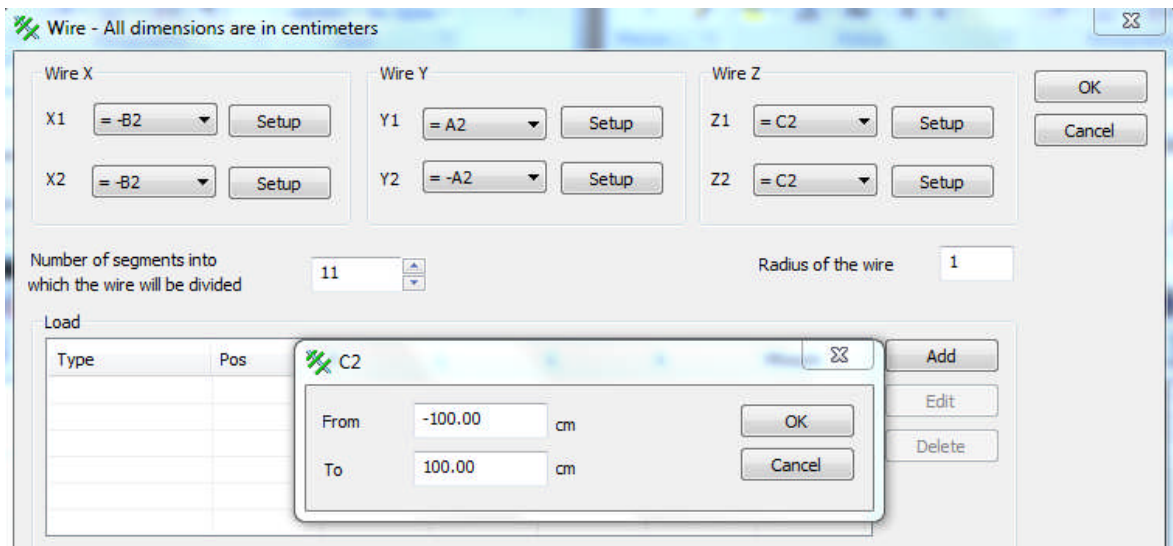 Wire - All dimensions are in centimeters
Wire X
Wire Y
Wire Z
OK
X1 = -B2 Setup
Y1 = A2 Setup
Z1 = C2 Setup
Cancel
X2 = -B2 Setup
Y2 = -A2 Setup
Z2 = C2 Setup
Number of segments into
which the wire will be divided
11
Radius of the wire
1
Load
Type Pos
Add
Edit
Delete
C2
From -100.00 cm
OK
To 100.00 cm
Cancel